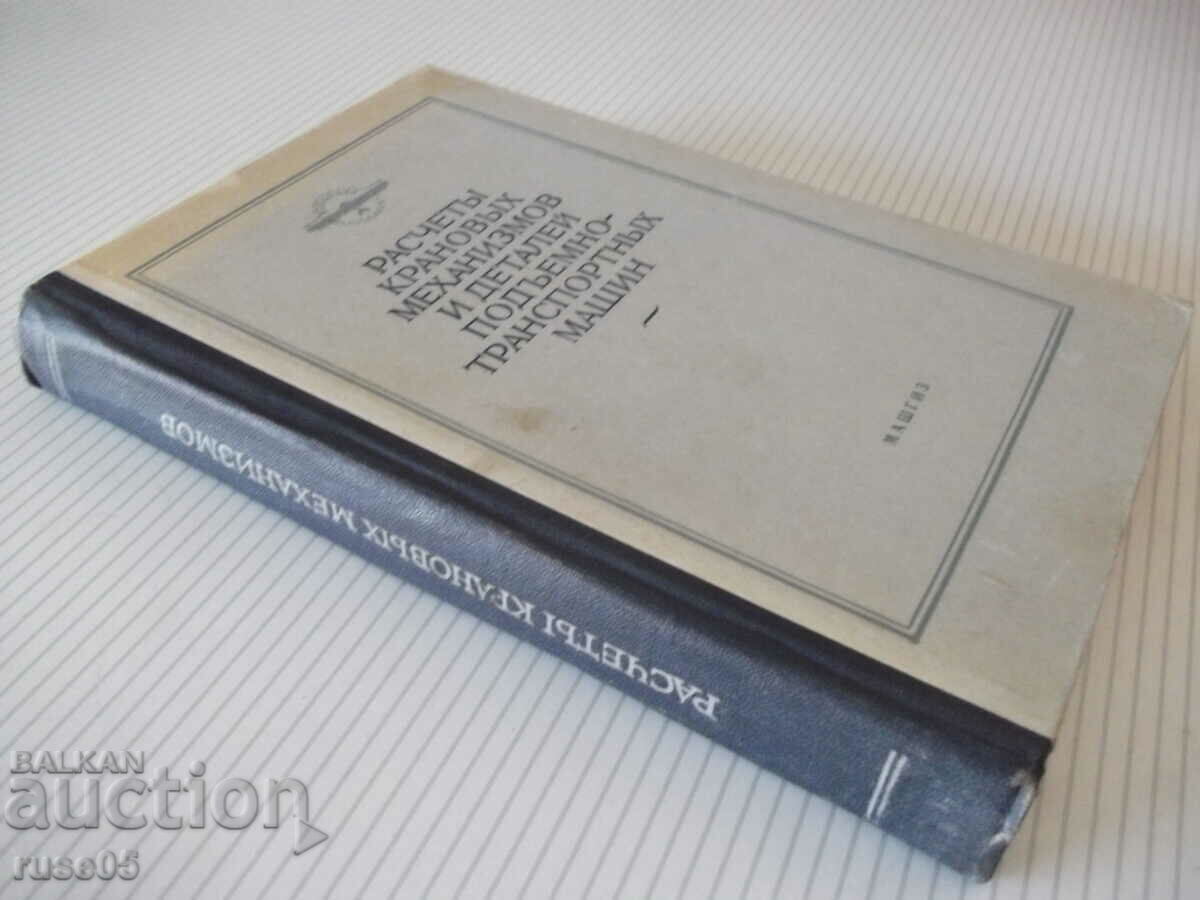 РАСЧЕТЫ
КРАНОВЫХ
МЕХАНИЗМОВ
И ДЕТАЛЕЙ
ПОДЪЕМНО-
ТРАНСПОРТНЫХ
МАШИН
МАШГИЗ
РАСЧЕТЫ КРАНОВЫХ МЕХАНИЗМОВ
BALKAN
auction
ruse05